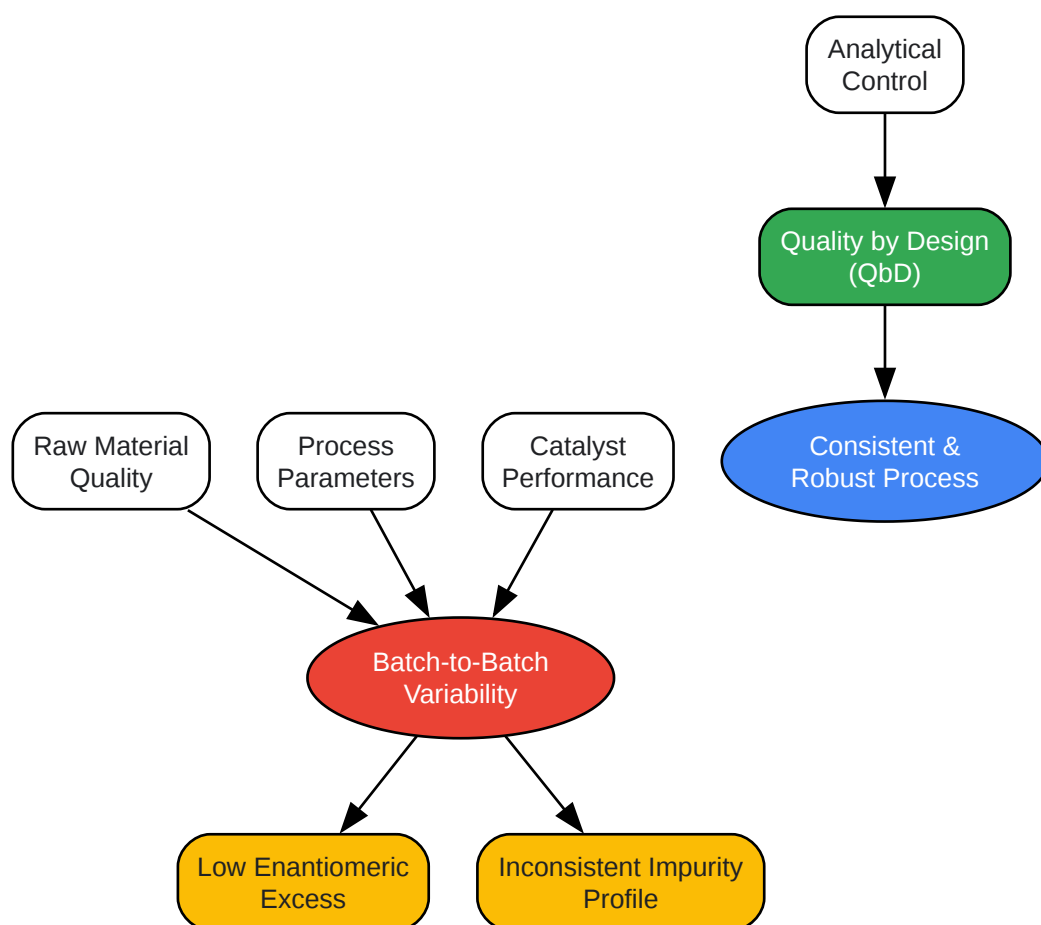 Analytical
Control
Quality by Design
(QbD)
Raw Material
Quality
Process
Parameters
Catalyst
Performance
Consistent &
Robust Process
Batch-to-Batch
Variability
Low Enantiomeric
Excess
Inconsistent Impurity
Profile